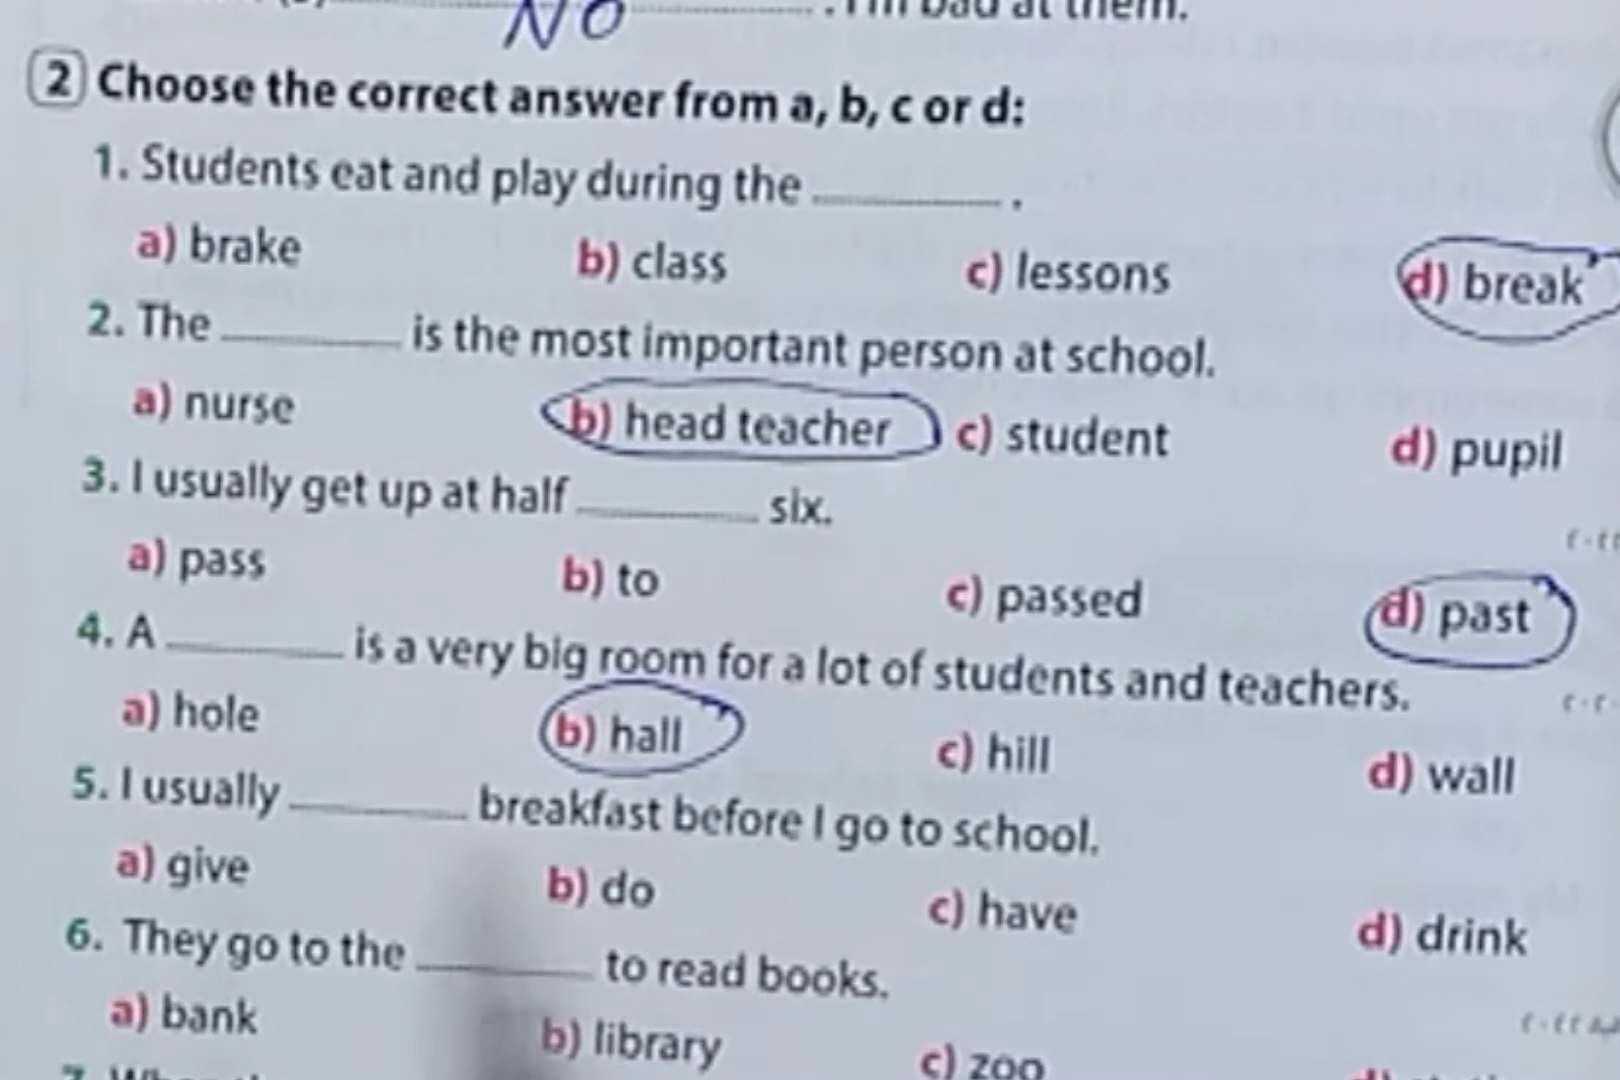 . I'm bad at them.
NO
2 Choose the correct answer from a, b, c or d:
1. Students eat and play during the ________ .
a) brake b) class c) lessons d) break
2. The ________ is the most important person at school.
a) nurse b) head teacher c) student d) pupil
3. I usually get up at half ________ six.
a) pass b) to c) passed d) past
4. A ________ is a very big room for a lot of students and teachers.
a) hole b) hall c) hill d) wall
5. I usually ________ breakfast before I go to school.
a) give b) do c) have d) drink
6. They go to the ________ to read books.
a) bank b) library c) zoo